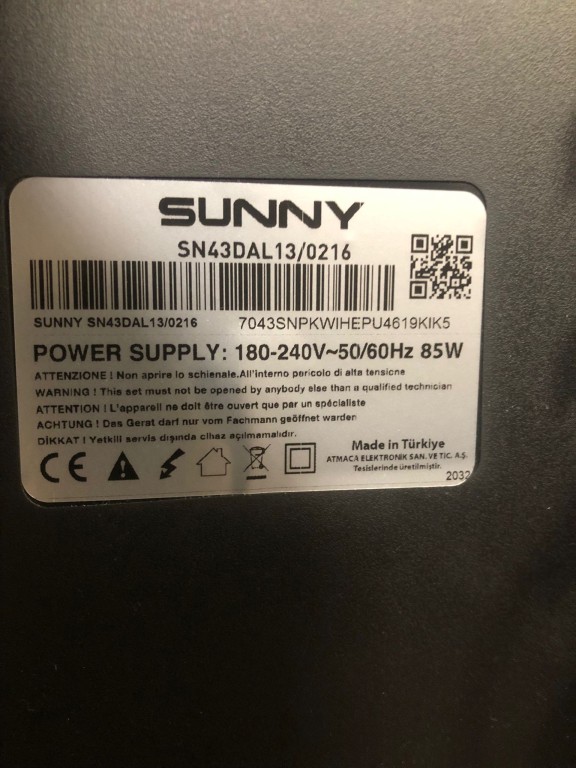 SUNNY
SN43DAL13/0216
SUNNY SN43DAL13/0216 7043SNPKWIHEPU4619KIK5
POWER SUPPLY: 180-240V~50/60Hz 85W
ATTENZIONE ! Non aprire lo schienale.All'interno pericolo di alta tensione
WARNING ! This set must not be opened by anybody else than a qualified technician
ATTENTION ! L'appareil ne doit être ouvert que par un spécialiste
ACHTUNG ! Das Gerat darf nur vom Fachmann geöffnet warden
DİKKAT ! Yetkili servis dışında cihaz açılmamalıdır.
CE
Made in Türkiye
ATMACA ELEKTRONIK SAN. VE TIC. A.Ş.
Tesislerinde üretilmiştir.
2032